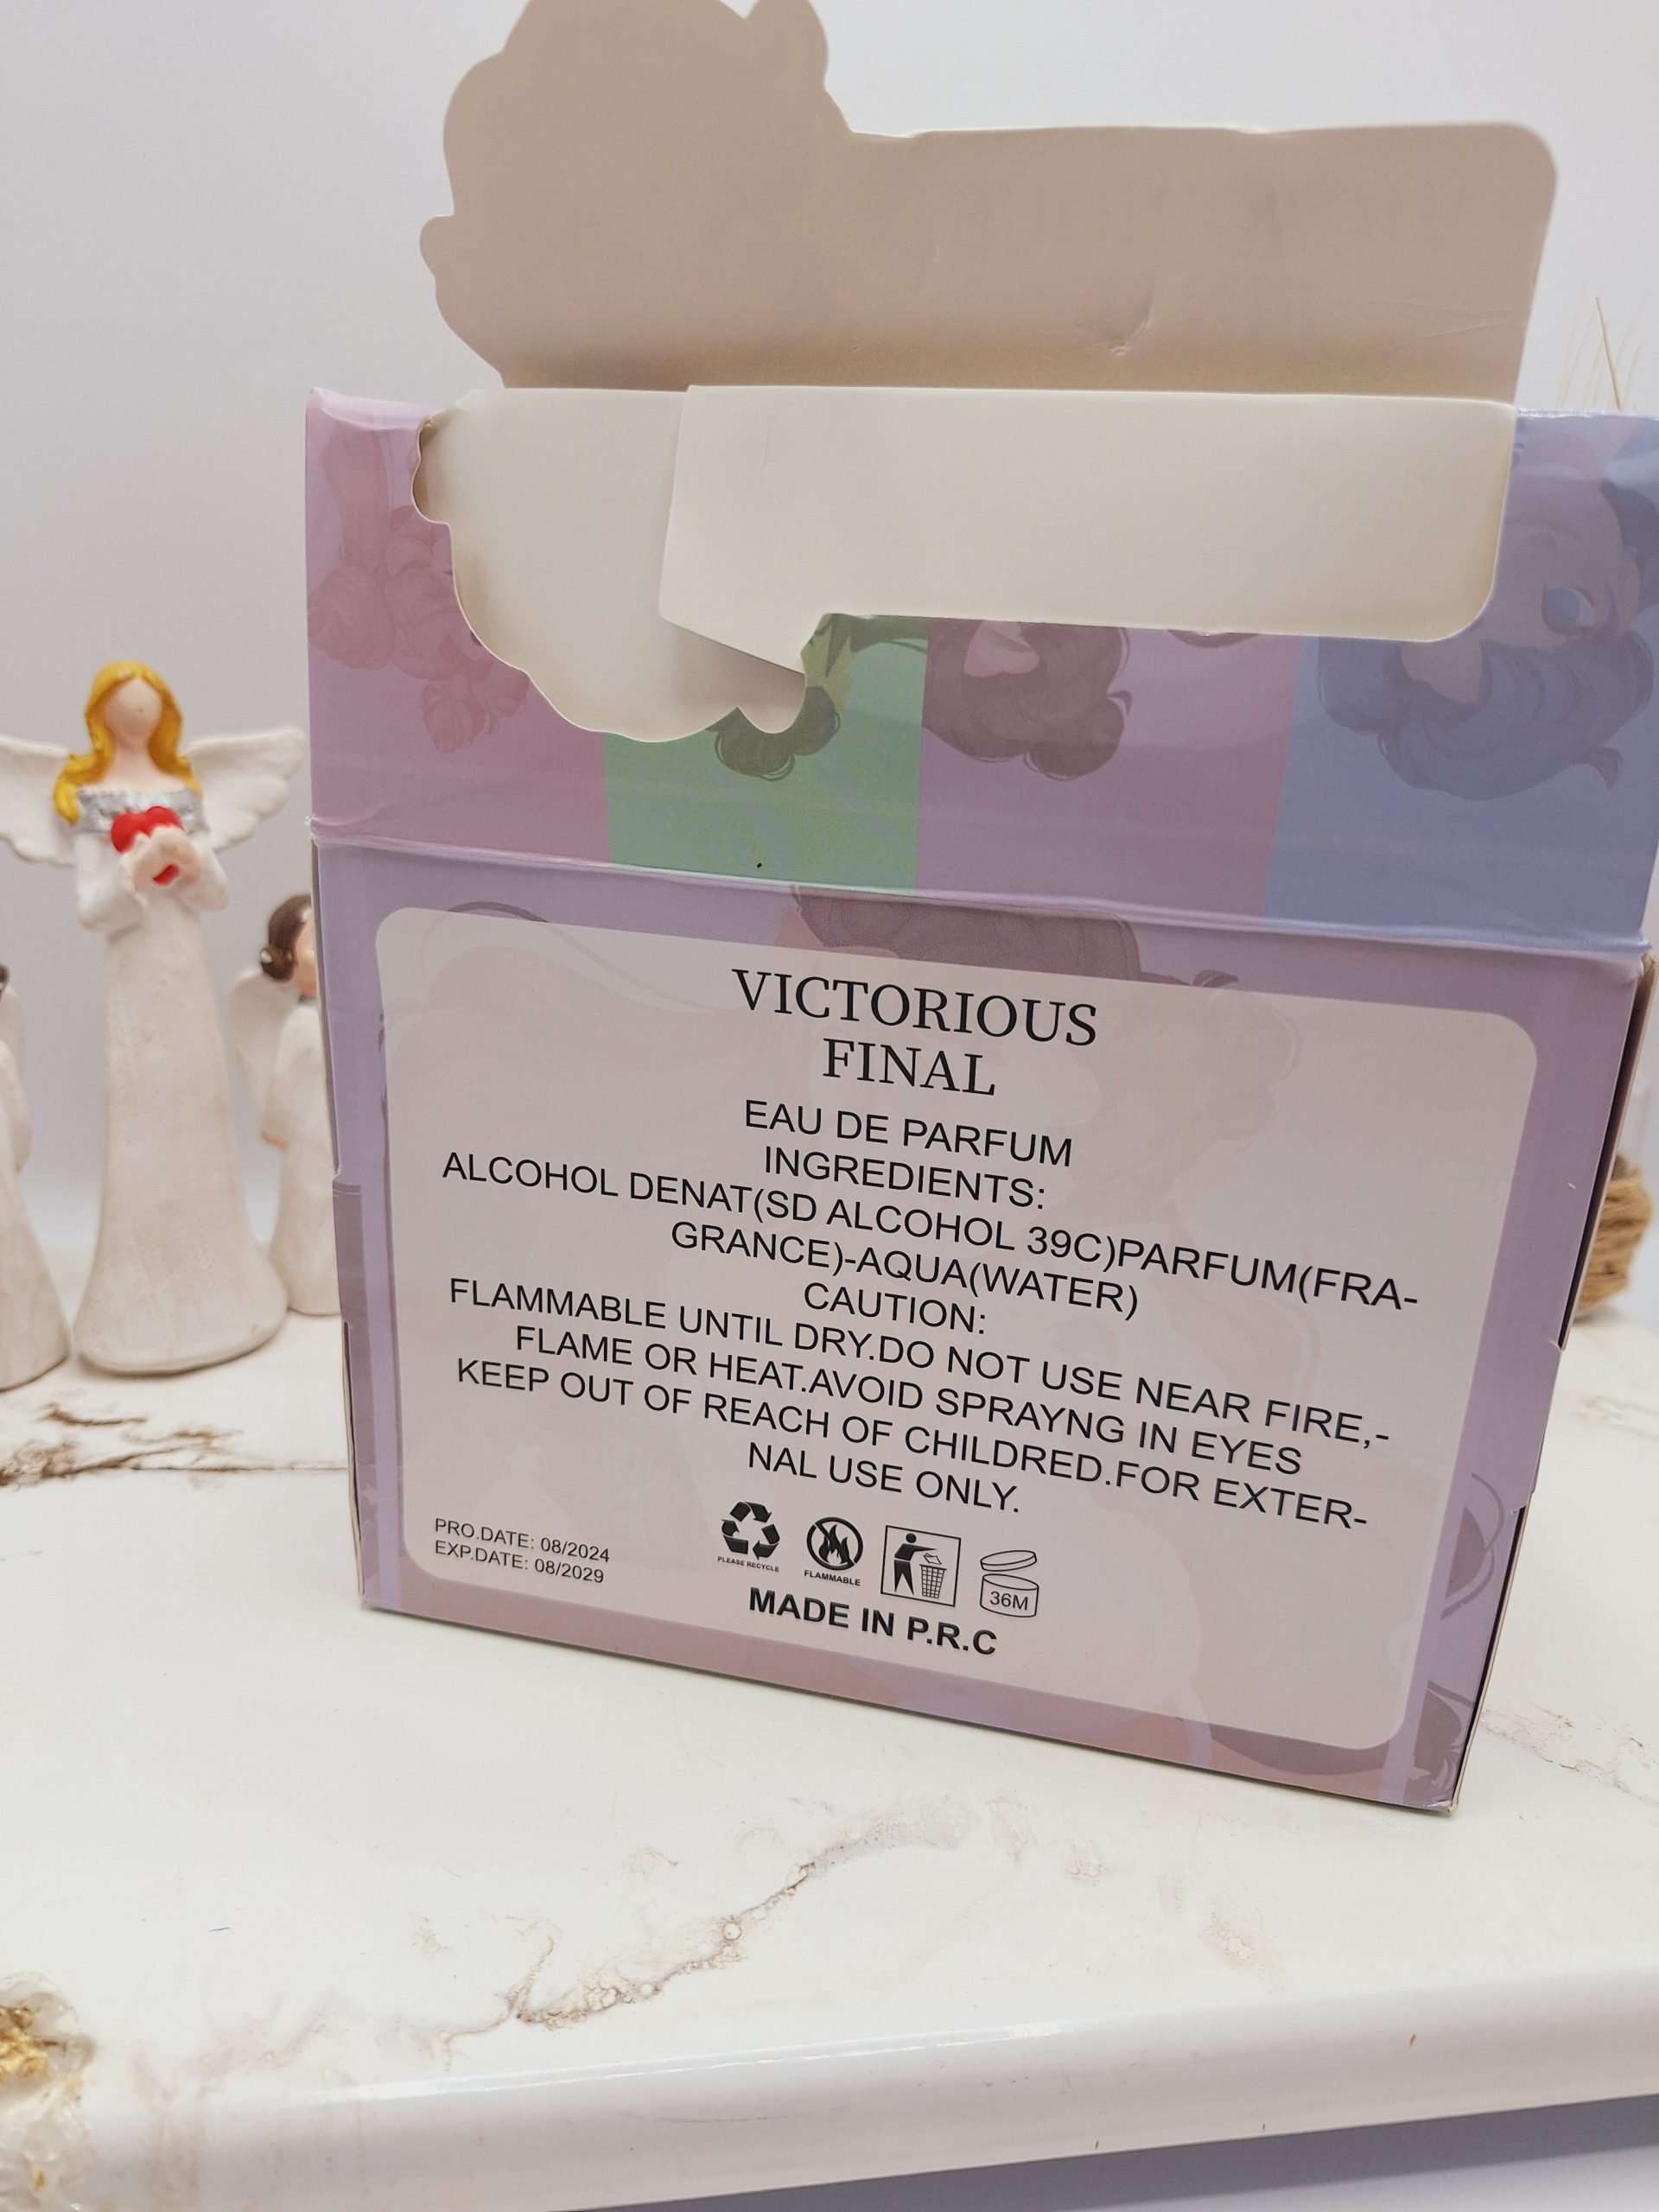 VICTORIOUS
FINAL
EAU DE PARFUM
INGREDIENTS:
ALCOHOL DENAT(SD ALCOHOL 39C)PARFUM(FRA-
GRANCE)-AQUA(WATER)
CAUTION:
FLAMMABLE UNTIL DRY.DO NOT USE NEAR FIRE,-
FLAME OR HEAT.AVOID SPRAYNG IN EYES
KEEP OUT OF REACH OF CHILDRED.FOR EXTER-
NAL USE ONLY.
PRO.DATE: 08/2024
EXP.DATE: 08/2029
PLEASE RECYCLE
FLAMMABLE
36M
MADE IN P.R.C